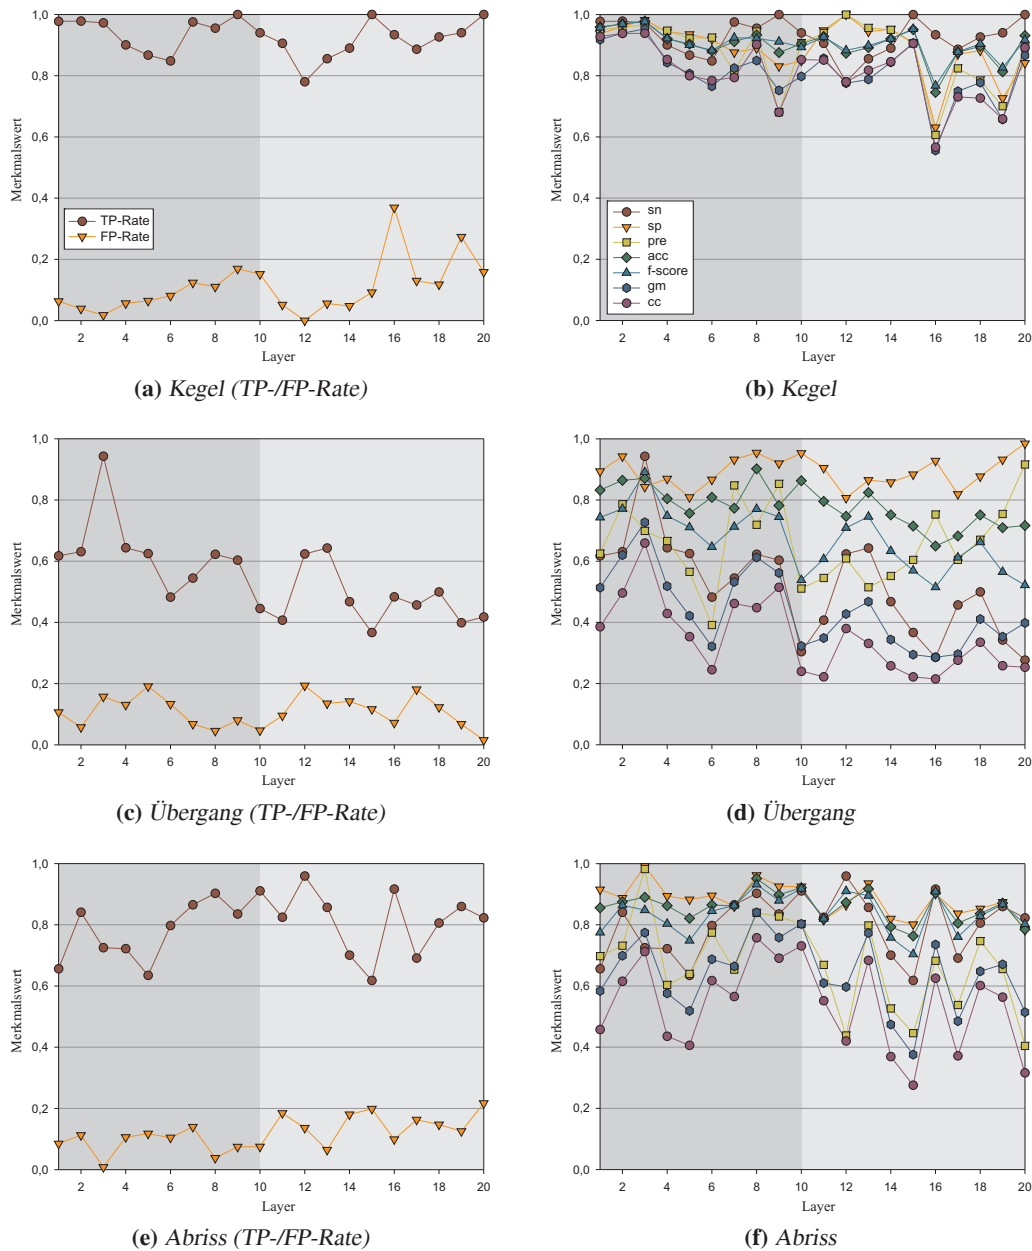 1,0
0,8
0,6
0,4
0,2
0,0
Merkmalswert
TP-Rate
FP-Rate
2 4 6 8 10 12 14 16 18 20
Layer
(a) Kegel (TP-/FP-Rate)
1,0
0,8
0,6
0,4
0,2
0,0
Merkmalswert
sn
sp
pre
acc
f-score
gm
cc
2 4 6 8 10 12 14 16 18 20
Layer
(b) Kegel
1,0
0,8
0,6
0,4
0,2
0,0
Merkmalswert
2 4 6 8 10 12 14 16 18 20
Layer
(c) Übergang (TP-/FP-Rate)
1,0
0,8
0,6
0,4
0,2
0,0
Merkmalswert
2 4 6 8 10 12 14 16 18 20
Layer
(d) Übergang
1,0
0,8
0,6
0,4
0,2
0,0
Merkmalswert
2 4 6 8 10 12 14 16 18 20
Layer
(e) Abriss (TP-/FP-Rate)
1,0
0,8
0,6
0,4
0,2
0,0
Merkmalswert
2 4 6 8 10 12 14 16 18 20
Layer
(f) Abriss